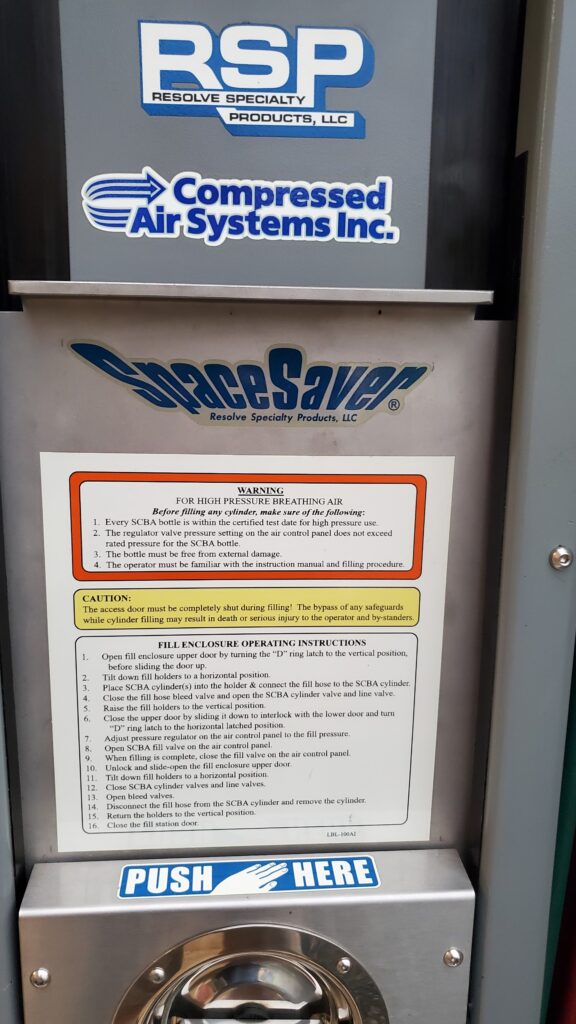 RSP
RESOLVE SPECIALTY
PRODUCTS, LLC
Compressed
Air Systems Inc.
SpaceSaver®
Resolve Specialty Products, LLC
WARNING
FOR HIGH PRESSURE BREATHING AIR
Before filling any cylinder, make sure of the following:
1. Every SCBA bottle is within the certified test date for high pressure use.
2. The regulator valve pressure setting on the air control panel does not exceed
rated pressure for the SCBA bottle.
3. The bottle must be free from external damage.
4. The operator must be familiar with the instruction manual and filling procedure.
CAUTION:
The access door must be completely shut during filling! The bypass of any safeguards
while cylinder filling may result in death or serious injury to the operator and by-standers.
FILL ENCLOSURE OPERATING INSTRUCTIONS
1. Open fill enclosure upper door by turning the "D" ring latch to the vertical position,
before sliding the door up.
2. Tilt down fill holders to a horizontal position.
3. Place SCBA cylinder(s) into the holder & connect the fill hose to the SCBA cylinder.
4. Close the fill hose bleed valve and open the SCBA cylinder valve and line valve.
5. Raise the fill holders to the vertical position.
6. Close the upper door by sliding it down to interlock with the lower door and turn
"D" ring latch to the horizontal latched position.
7. Adjust pressure regulator on the air control panel to the fill pressure.
8. Open SCBA fill valve on the air control panel.
9. When filling is complete, close the fill valve on the air control panel.
10. Unlock and slide-open the fill enclosure upper door.
11. Tilt down fill holders to a horizontal position.
12. Close SCBA cylinder valves and line valves.
13. Open bleed valves.
14. Disconnect the fill hose from the SCBA cylinder and remove the cylinder.
15. Return the holders to the vertical position.
16. Close the fill station door.
LBL-100A2
PUSH HERE